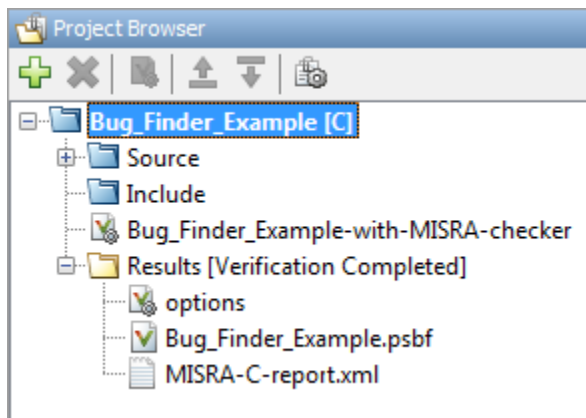 Project Browser
Bug_Finder_Example [C]
Source
Include
Bug_Finder_Example-with-MISRA-checker
Results [Verification Completed]
options
Bug_Finder_Example.psbf
MISRA-C-report.xml